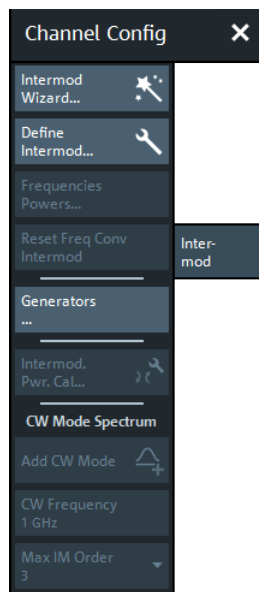 Channel Config
Intermod
Wizard...
Define
Intermod...
Frequencies
Powers...
Reset Freq Conv
Intermod
Inter-
mod
Generators
...
Intermod.
Pwr. Cal...
CW Mode Spectrum
Add CW Mode
CW Frequency
1 GHz
Max IM Order
3